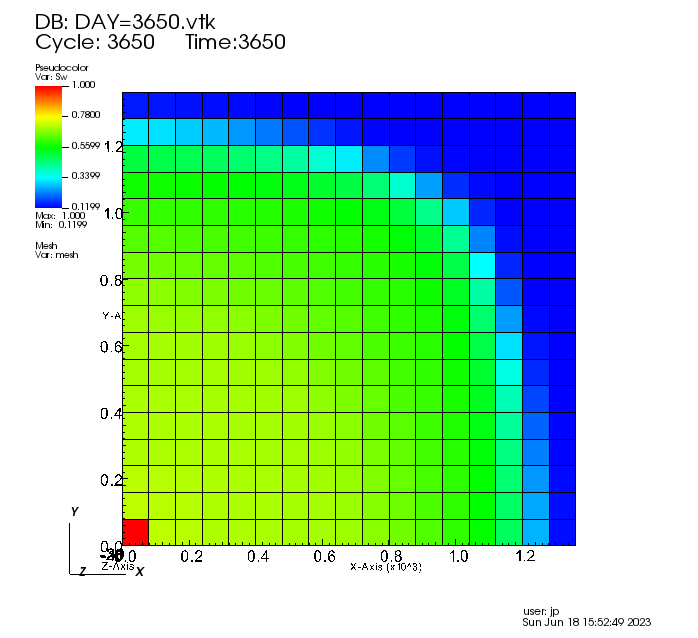 DB: DAY=3650.vtk
Cycle: 3650 Time:3650
Pseudocolor
Var: Sw
1.000
0.7800
0.5599
0.3399
0.1199
Max: 1.000
Min: 0.1199
Mesh
Var: mesh
1.2
1.0
0.8
Y-A
0.6
0.4
0.2
0.0
0.0 0.2 0.4 0.6 0.8 1.0 1.2
Z-Axis
X-Axis (x10^3)
Y
Z X
user: jp
Sun Jun 18 15:52:49 2023